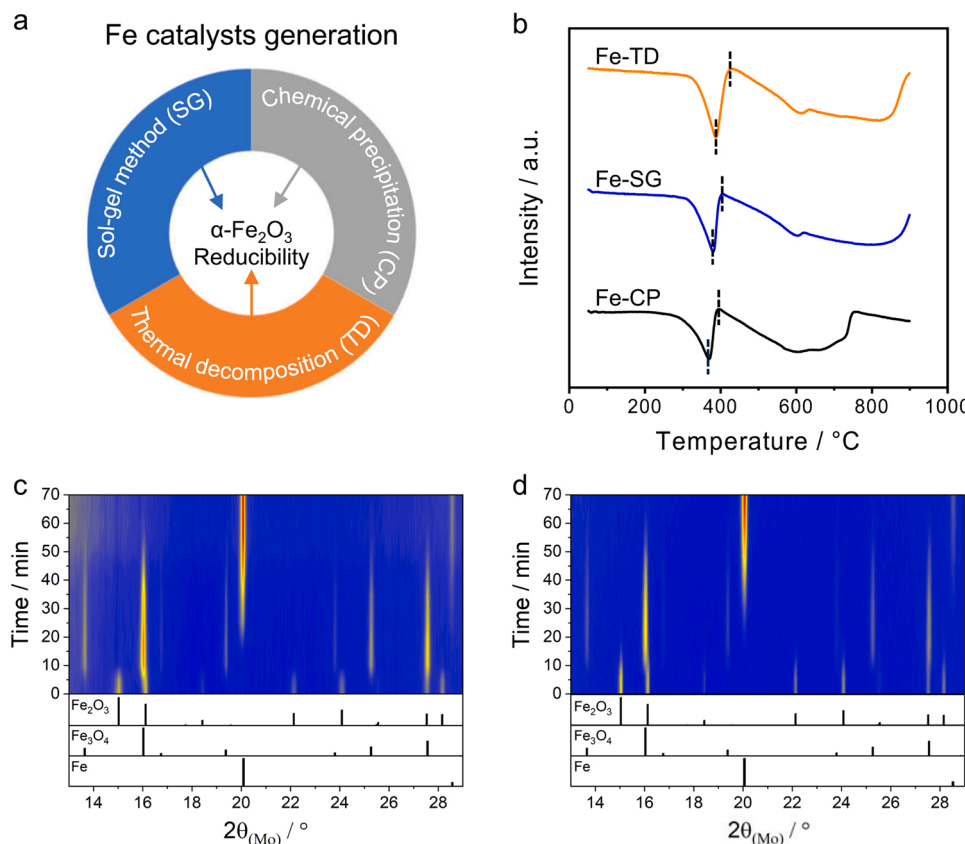 a
Fe catalysts generation
Sol-gel method (SG)
Chemical precipitation (CP)
Thermal decomposition (TD)
α-Fe₂O₃
Reducibility
b
Intensity / a.u.
Fe-TD
Fe-SG
Fe-CP
0 200 400 600 800 1000
Temperature / °C
c
Time / min
70
60
50
40
30
20
10
0
Fe₂O₃
Fe₃O₄
Fe
14 16 18 20 22 24 26 28
2θ(Mo) / °
d
Time / min
70
60
50
40
30
20
10
0
Fe₂O₃
Fe₃O₄
Fe
14 16 18 20 22 24 26 28
2θ(Mo) / °